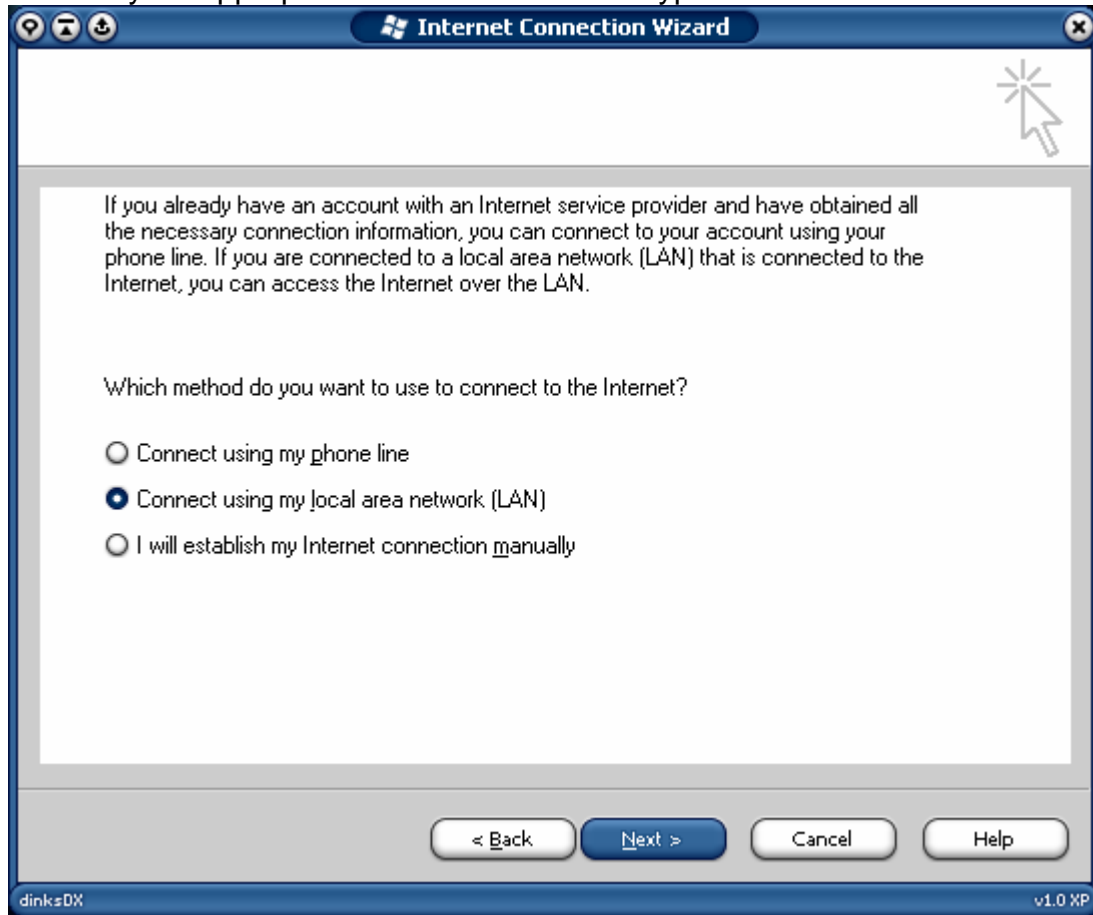 Internet Connection Wizard
If you already have an account with an Internet service provider and have obtained all
the necessary connection information, you can connect to your account using your
phone line. If you are connected to a local area network (LAN) that is connected to the
Internet, you can access the Internet over the LAN.
Which method do you want to use to connect to the Internet?
Connect using my phone line
Connect using my local area network (LAN)
I will establish my Internet connection manually
< Back Next > Cancel Help
dinksDX v1.0 XP